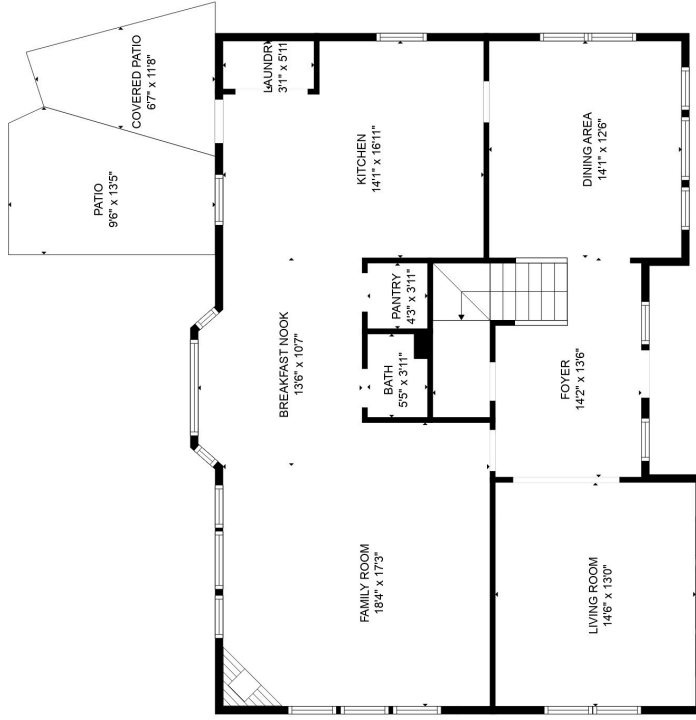 COVERED PATIO
6'7" x 11'8"
LAUNDRY
3'1" x 5'11
KITCHEN
14'1" x 16'11"
DINING AREA
14'1" x 12'6"
PATIO
9'6" x 13'5"
BREAKFAST NOOK
13'6" x 10'7"
PANTRY
4'3" x 3'11"
BATH
5'5" x 3'11"
FOYER
14'2" x 13'6"
FAMILY ROOM
18'4" x 17'3"
LIVING ROOM
14'6" x 13'0"